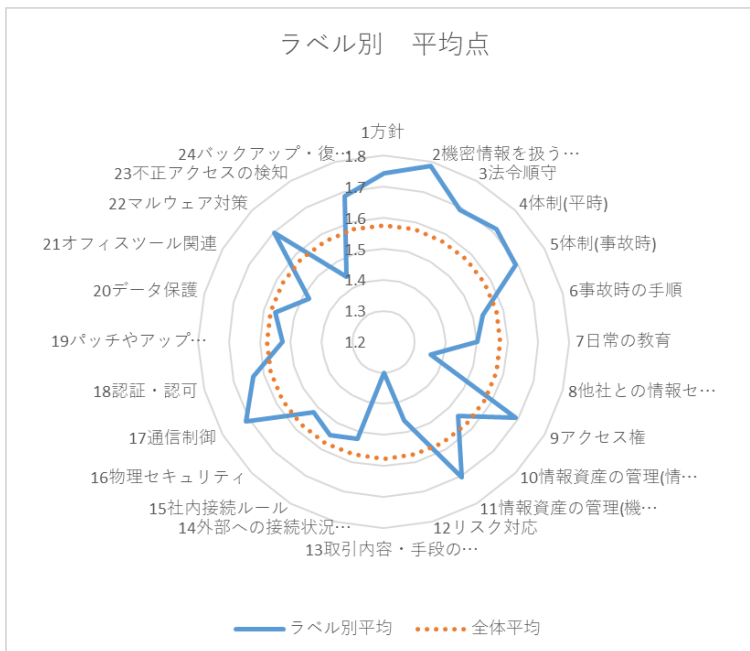 ラベル別　平均点
1方針
2機密情報を扱う…
3法令順守
4体制(平時)
5体制(事故時)
6事故時の手順
7日常の教育
8他社との情報セ…
9アクセス権
10情報資産の管理(情…
11情報資産の管理(機…
12リスク対応
13取引内容・手段の…
14外部への接続状況…
15社内接続ルール
16物理セキュリティ
17通信制御
18認証・認可
19パッチやアップ…
20データ保護
21オフィスツール関連
22マルウェア対策
23不正アクセスの検知
24バックアップ・復…
1.8
1.7
1.6
1.5
1.4
1.3
1.2
ラベル別平均
全体平均